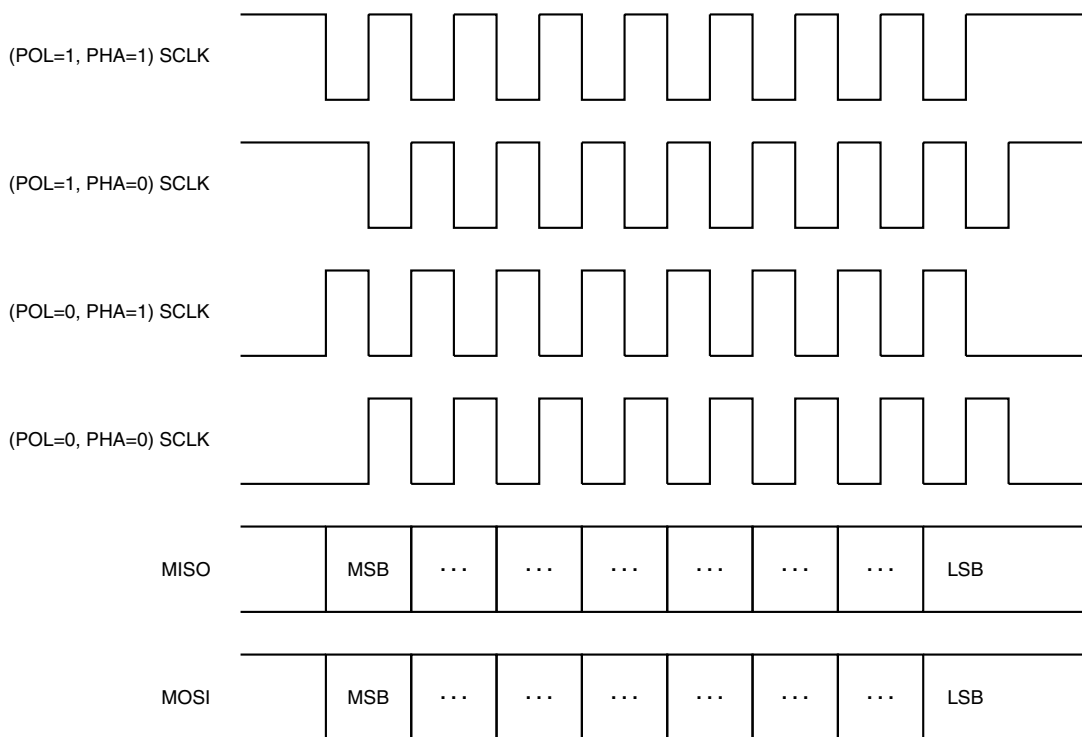 (POL=1, PHA=1) SCLK
(POL=1, PHA=0) SCLK
(POL=0, PHA=1) SCLK
(POL=0, PHA=0) SCLK
MISO MSB ... ... ... ... ... ... LSB
MOSI MSB ... ... ... ... ... ... LSB